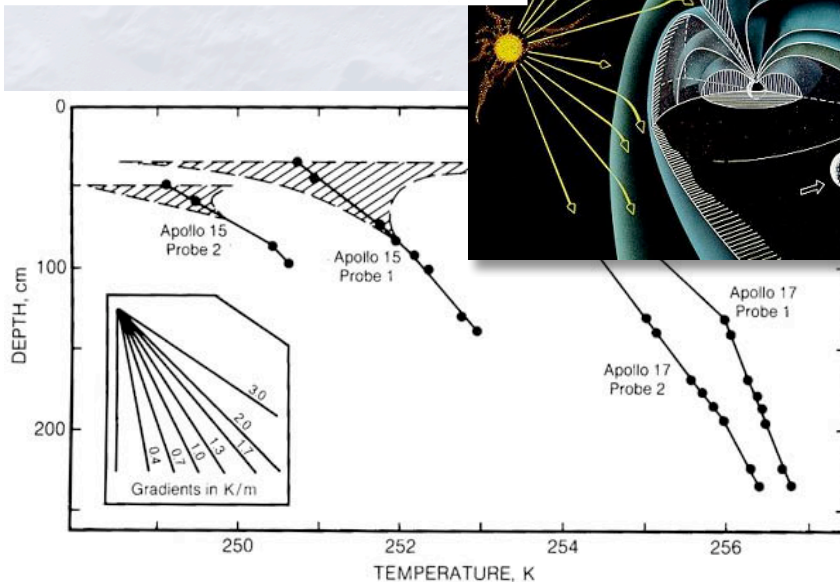 0
100
200
DEPTH, cm
Apollo 15
Probe 2
Apollo 15
Probe 1
Apollo 17
Probe 1
Apollo 17
Probe 2
0.4
0.7
1.0
1.3
1.7
2.0
3.0
Gradients in K/m
250
252
254
256
TEMPERATURE, K